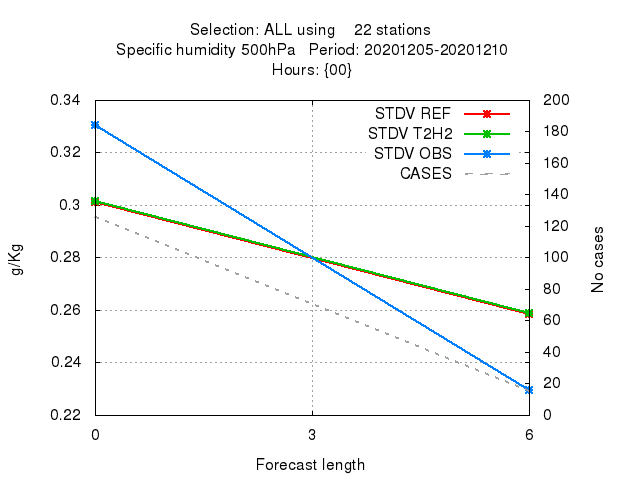 Selection: ALL using    22 stations
Specific humidity 500hPa   Period: 20201205-20201210
Hours: {00}
0.34
0.32
0.3
0.28
0.26
0.24
0.22
g/Kg
STDV REF
STDV T2H2
STDV OBS
CASES
200
180
160
140
120
100
80
60
40
20
0
No cases
0
3
6
Forecast length